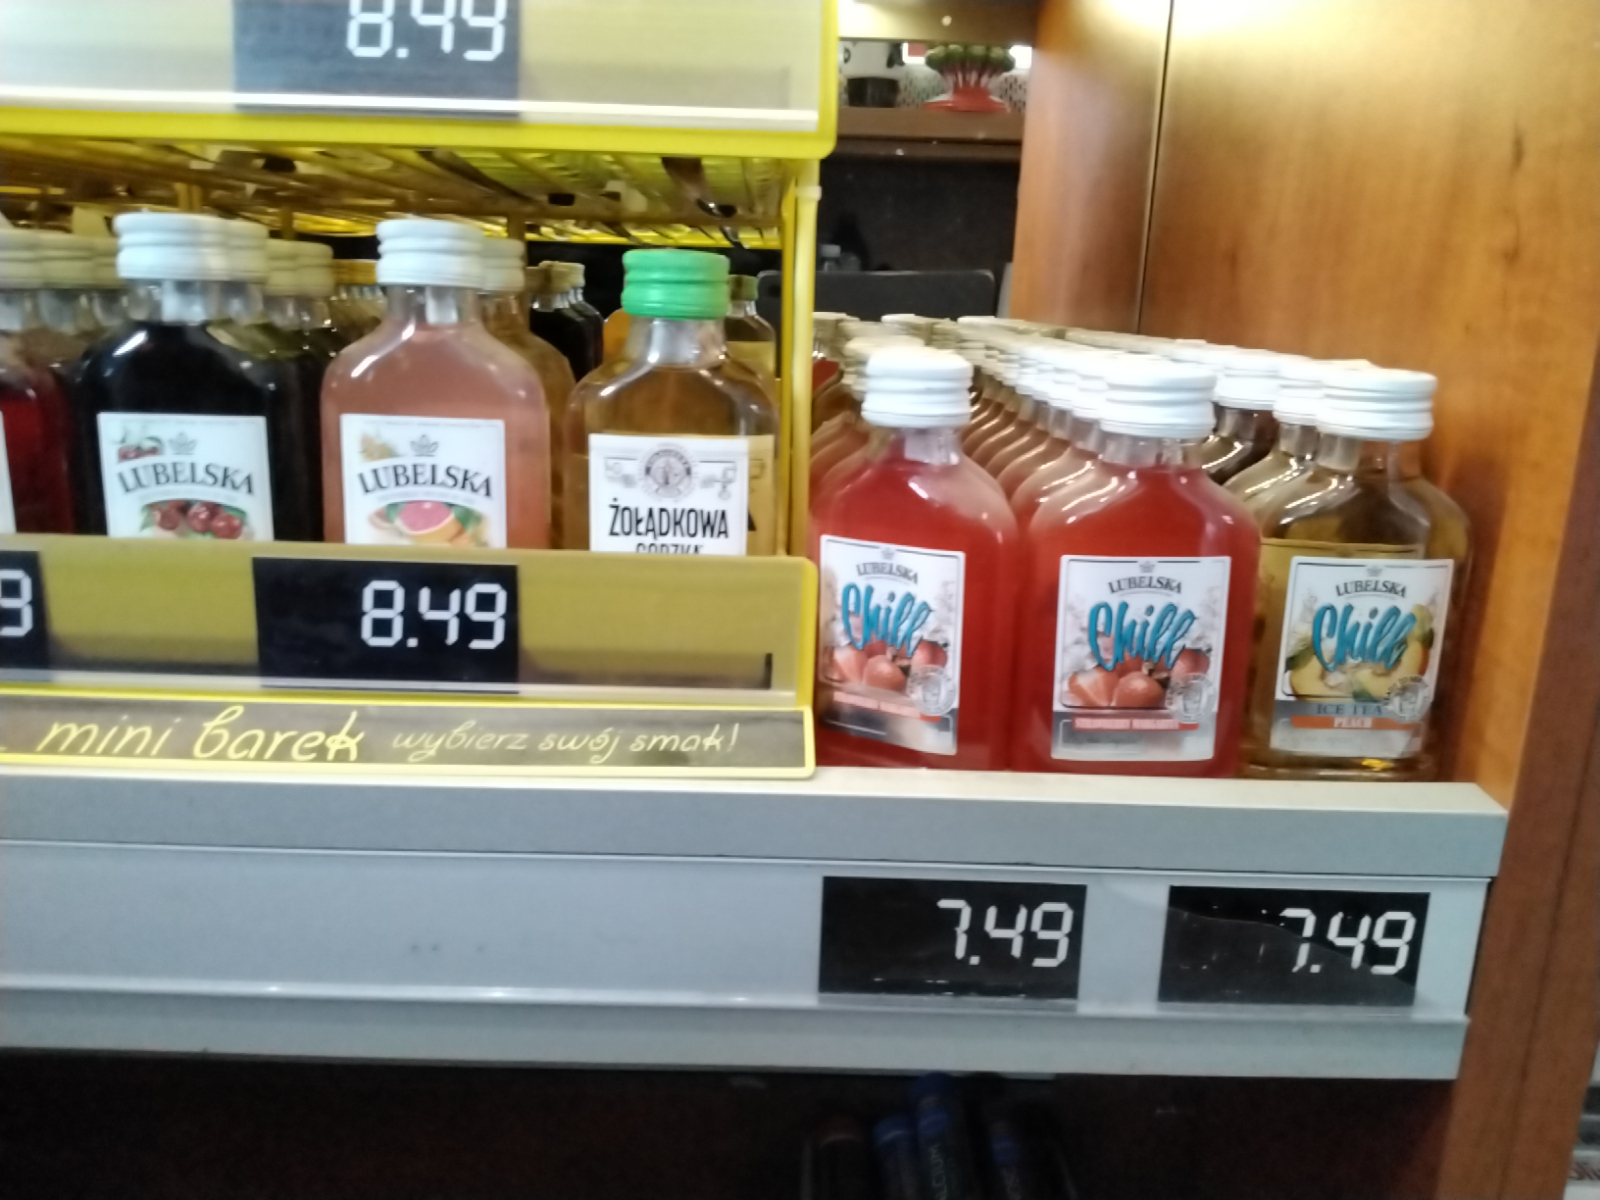 8.49
LUBELSKA
LUBELSKA
ŻOŁĄDKOWA
GORZKA
LUBELSKA
Chill
LUBELSKA
Chill
LUBELSKA
Chill
ICE TEA
PEACH
9
8.49
mini barek wybierz swój smak!
7.49
7.49